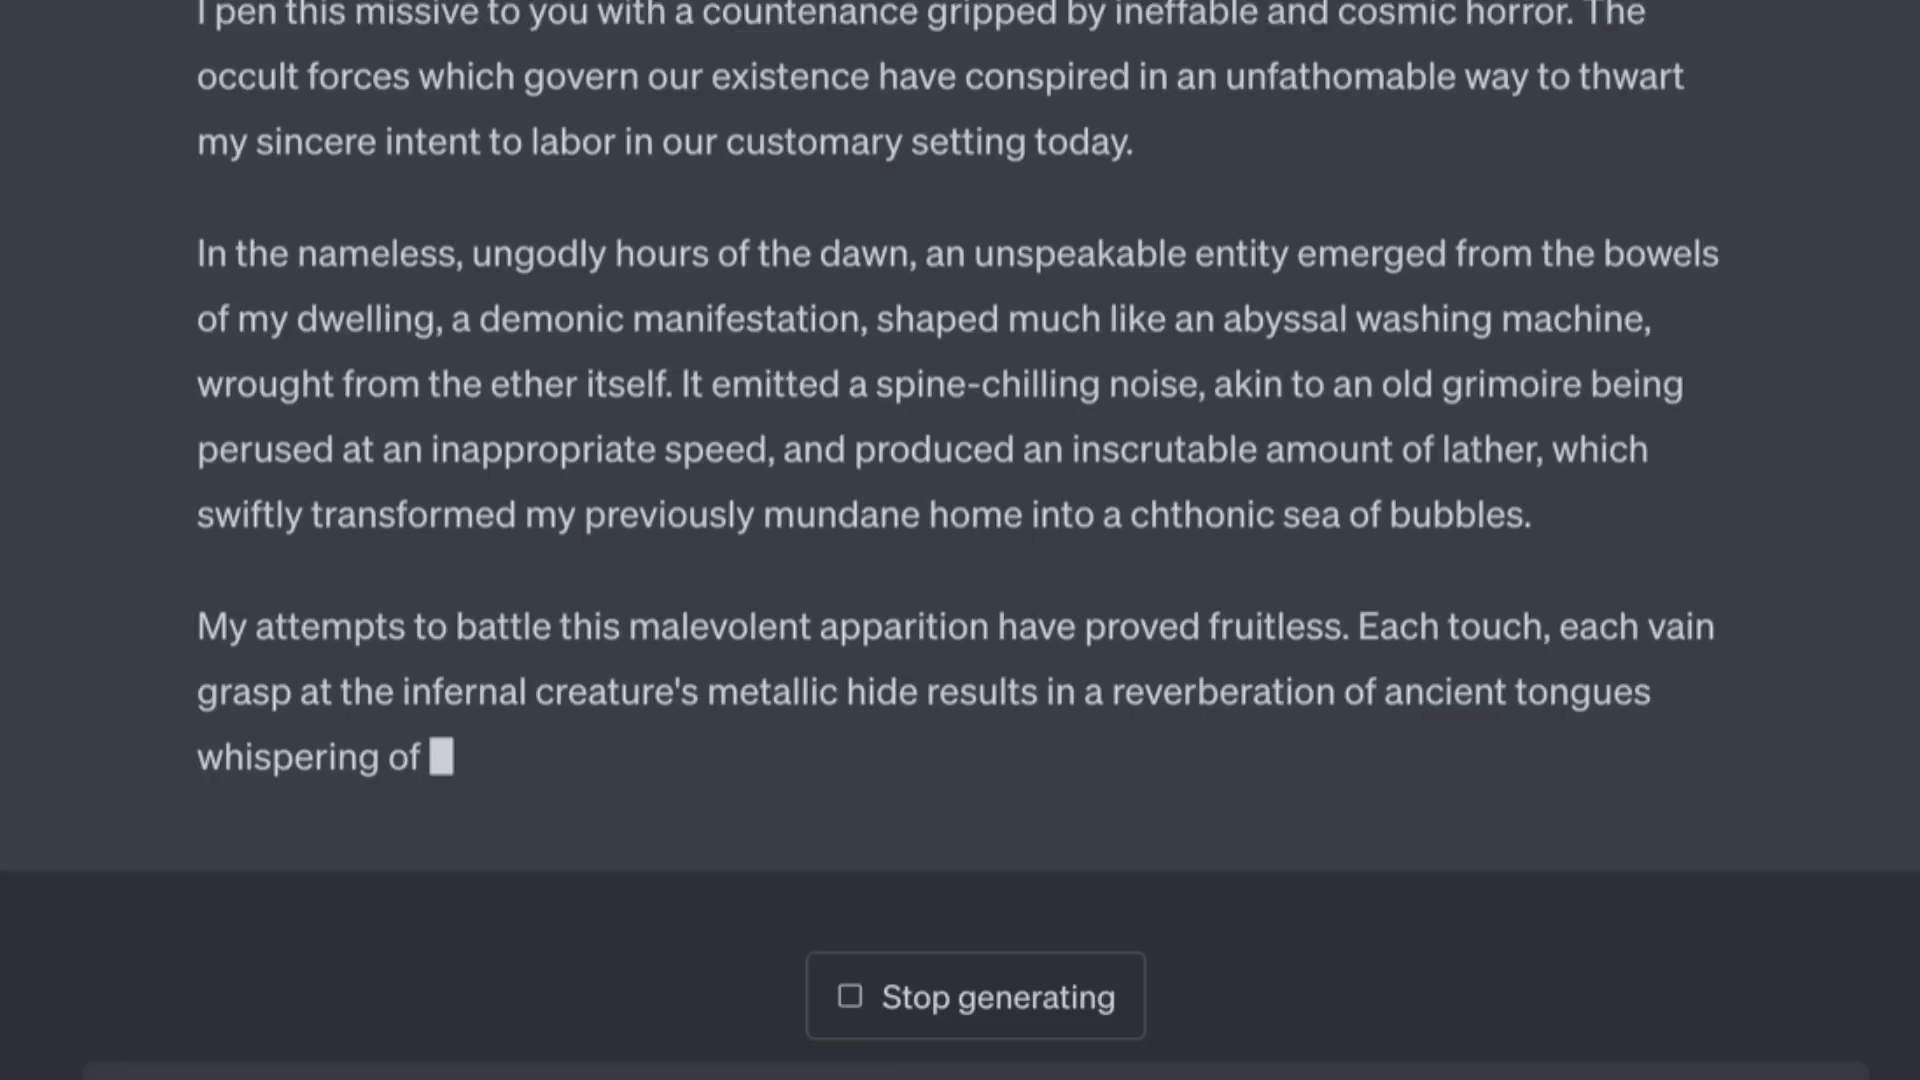 I pen this missive to you with a countenance gripped by ineffable and cosmic horror. The
occult forces which govern our existence have conspired in an unfathomable way to thwart
my sincere intent to labor in our customary setting today.
In the nameless, ungodly hours of the dawn, an unspeakable entity emerged from the bowels
of my dwelling, a demonic manifestation, shaped much like an abyssal washing machine,
wrought from the ether itself. It emitted a spine-chilling noise, akin to an old grimoire being
perused at an inappropriate speed, and produced an inscrutable amount of lather, which
swiftly transformed my previously mundane home into a chthonic sea of bubbles.
My attempts to battle this malevolent apparition have proved fruitless. Each touch, each vain
grasp at the infernal creature's metallic hide results in a reverberation of ancient tongues
whispering of
Stop generating